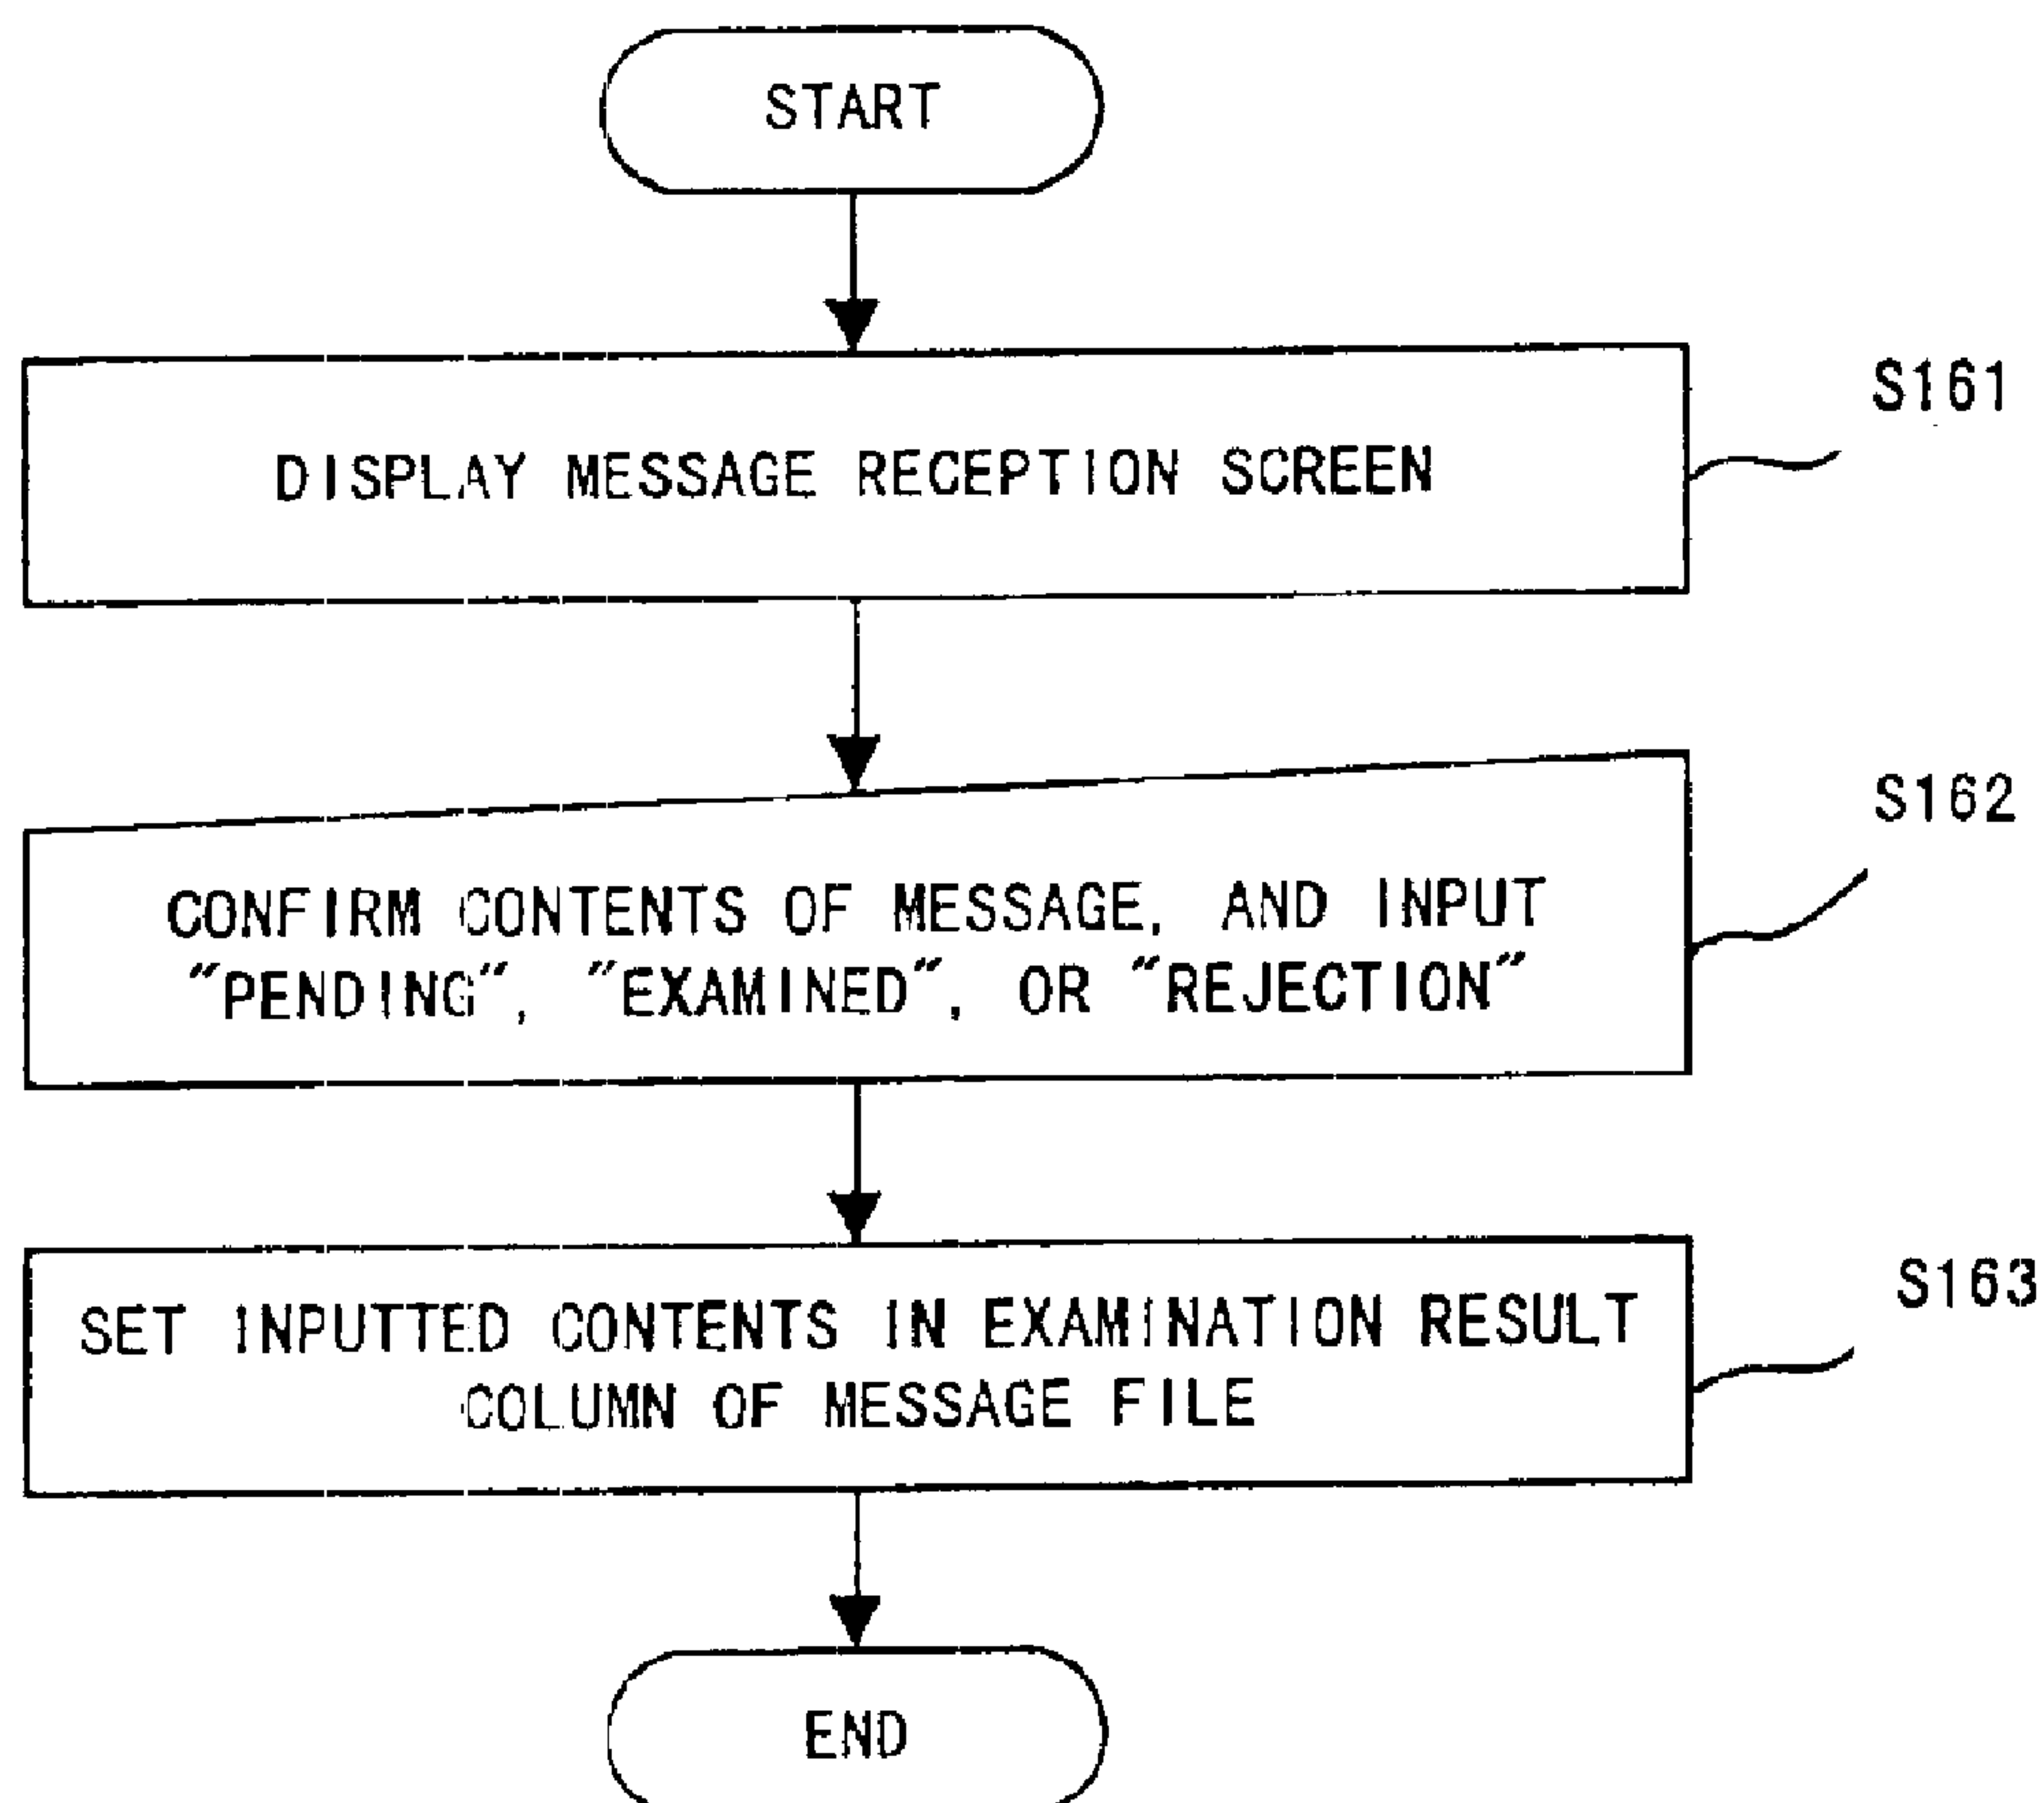 START
S161
DISPLAY MESSAGE RECEPTION SCREEN
S162
CONFIRM CONTENTS OF MESSAGE, AND INPUT
"PENDING", "EXAMINED", OR "REJECTION"
S163
SET INPUTTED CONTENTS IN EXAMINATION RESULT
COLUMN OF MESSAGE FILE
END